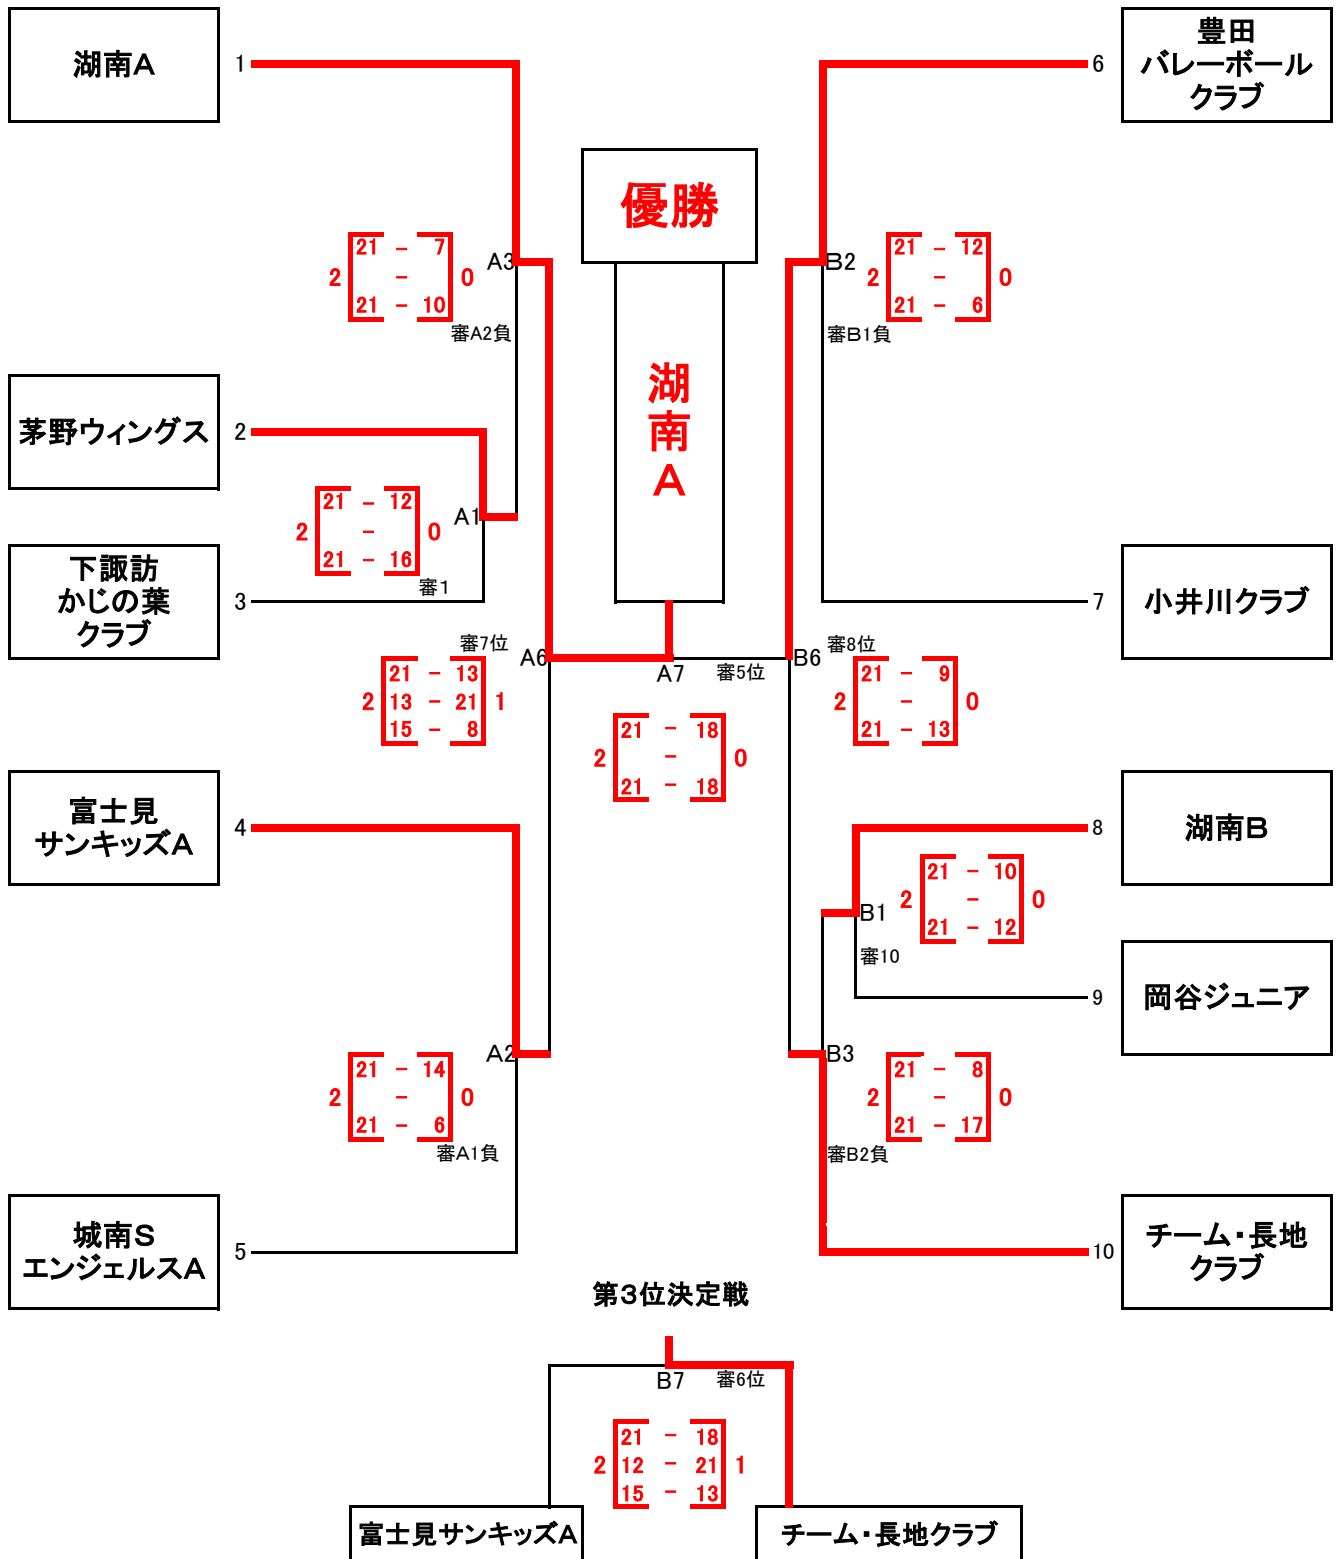 湖南A
1
豊田
バレーボール
クラブ
6
優勝
湖
南
A
21 - 7
2 - 0
21 - 10
A3
審A2負
B2
審B1負
21 - 12
2 - 0
21 - 6
茅野ウィングス
2
21 - 12
2 - 0
21 - 16
A1
審1
下諏訪
かじの葉
クラブ
3
7
小井川クラブ
審7位
A6
21 - 13
2 13 - 21 1
15 - 8
A7
審5位
21 - 18
2 - 0
21 - 18
審8位
B6
21 - 9
2 - 0
21 - 13
富士見
サンキッズA
4
8
湖南B
B1
審10
21 - 10
2 - 0
21 - 12
9
岡谷ジュニア
A2
21 - 14
2 - 0
21 - 6
審A1負
B3
21 - 8
2 - 0
21 - 17
審B2負
城南S
エンジェルスA
5
10
チーム・長地
クラブ
第3位決定戦
B7
審6位
21 - 18
2 12 - 21 1
15 - 13
富士見サンキッズA
チーム・長地クラブ